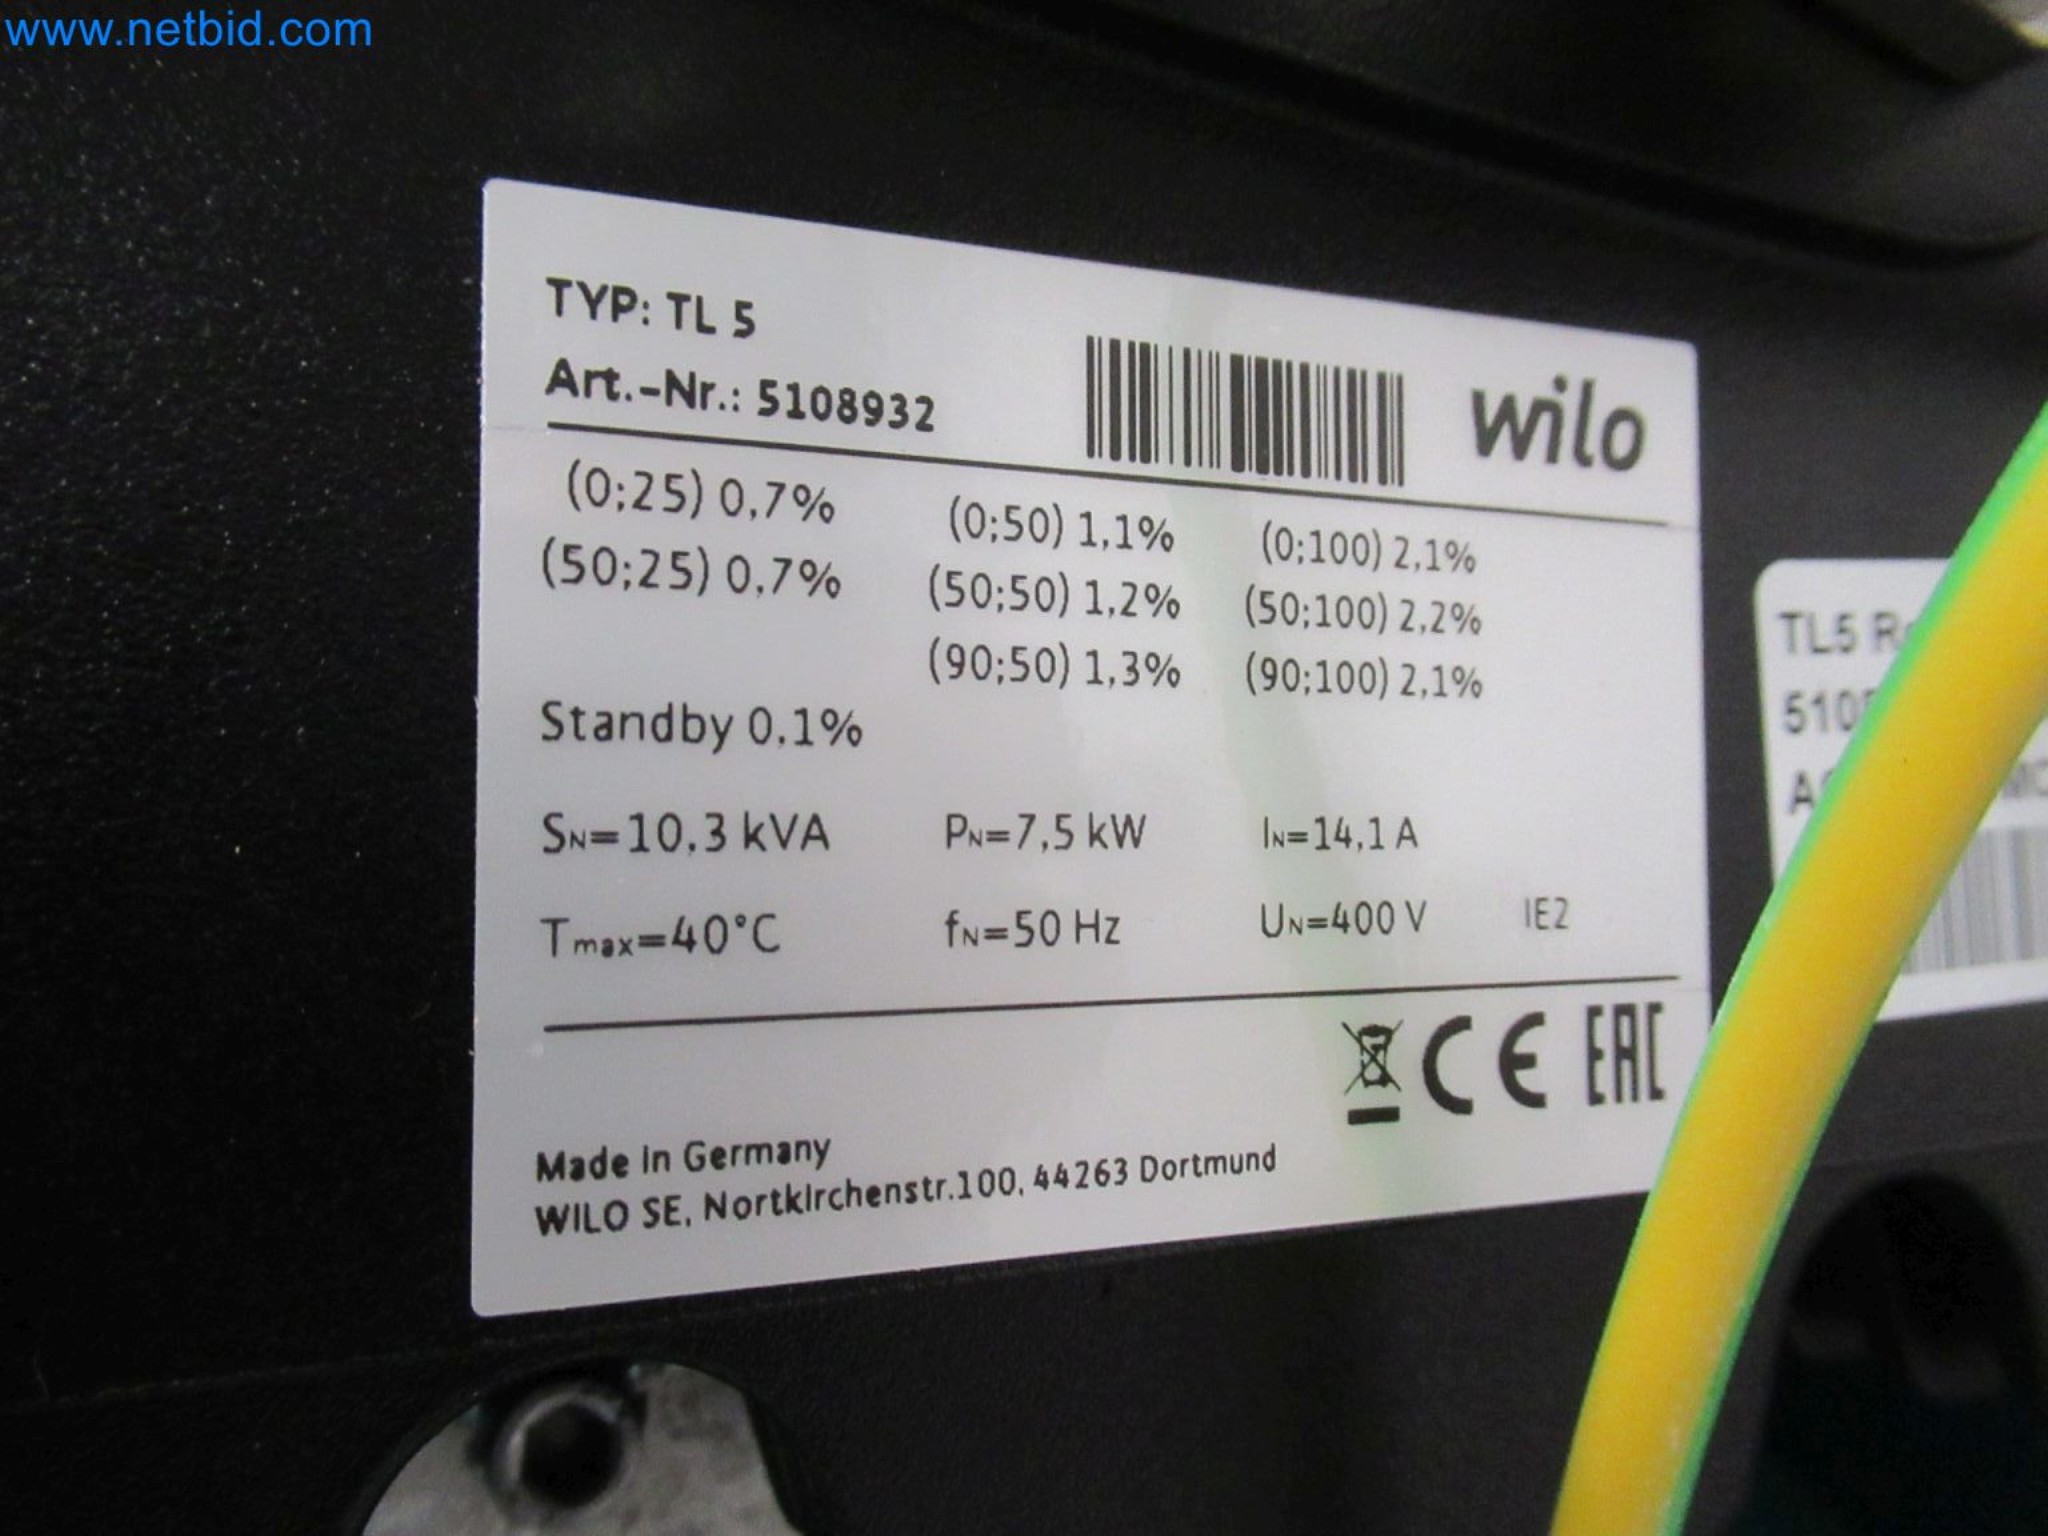 www.netbid.com
TYP: TL 5
Art.-Nr.: 5108932
wilo
(0;25) 0,7% (0;50) 1,1% (0;100) 2,1%
(50;25) 0,7% (50;50) 1,2% (50;100) 2,2%
(90;50) 1,3% (90;100) 2,1%
Standby 0,1%
SN=10,3 kVA PN=7,5 kW IN=14,1 A
Tmax=40°C fN=50 Hz UN=400 V IE2
CE EAC
Made in Germany
WILO SE, Nortkirchenstr.100, 44263 Dortmund
TL5